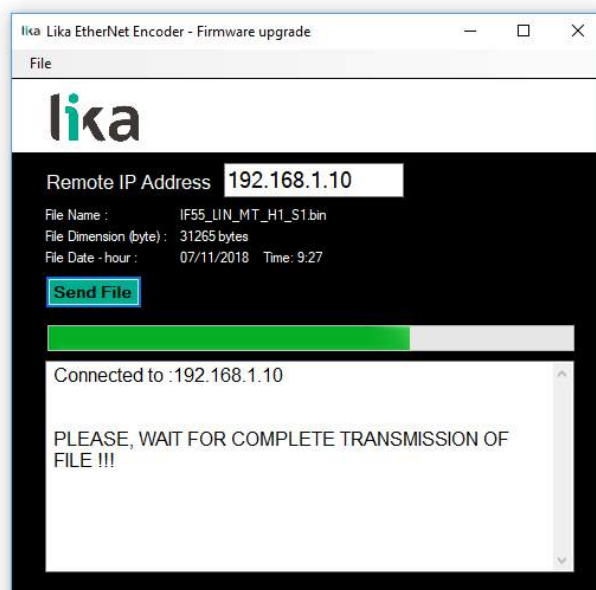 lika Lika EtherNet Encoder - Firmware upgrade
File
lika
Remote IP Address 192.168.1.10
File Name : IF55_LIN_MT_H1_S1.bin
File Dimension (byte) : 31265 bytes
File Date - hour : 07/11/2018 Time: 9:27
Send File
Connected to :192.168.1.10
PLEASE, WAIT FOR COMPLETE TRANSMISSION OF
FILE !!!